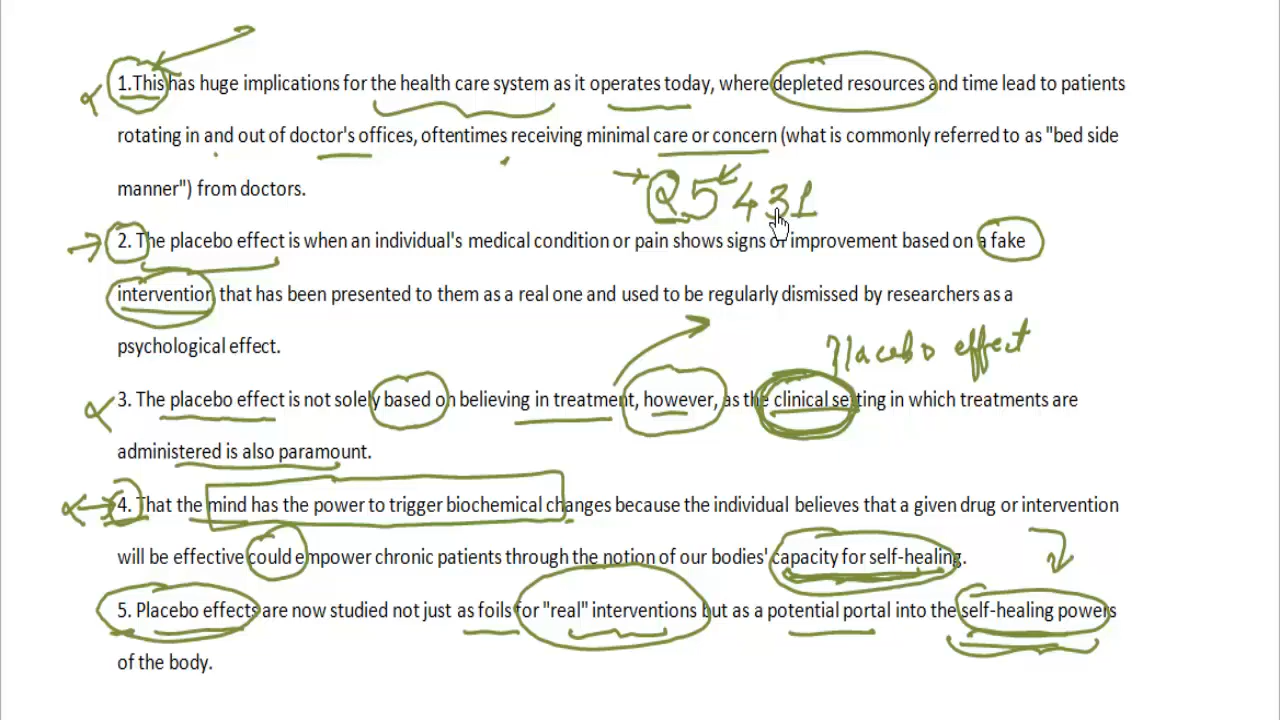 1.This has huge implications for the health care system as it operates today, where depleted resources and time lead to patients
rotating in and out of doctor's offices, oftentimes receiving minimal care or concern (what is commonly referred to as "bed side
manner") from doctors.
25431
2. The placebo effect is when an individual's medical condition or pain shows signs of improvement based on a fake
intervention that has been presented to them as a real one and used to be regularly dismissed by researchers as a
psychological effect.
Placebo effect
3. The placebo effect is not solely based on believing in treatment, however, as the clinical setting in which treatments are
administered is also paramount.
4. That the mind has the power to trigger biochemical changes because the individual believes that a given drug or intervention
will be effective could empower chronic patients through the notion of our bodies' capacity for self-healing.
5. Placebo effects are now studied not just as foils for "real" interventions but as a potential portal into the self-healing powers
of the body.